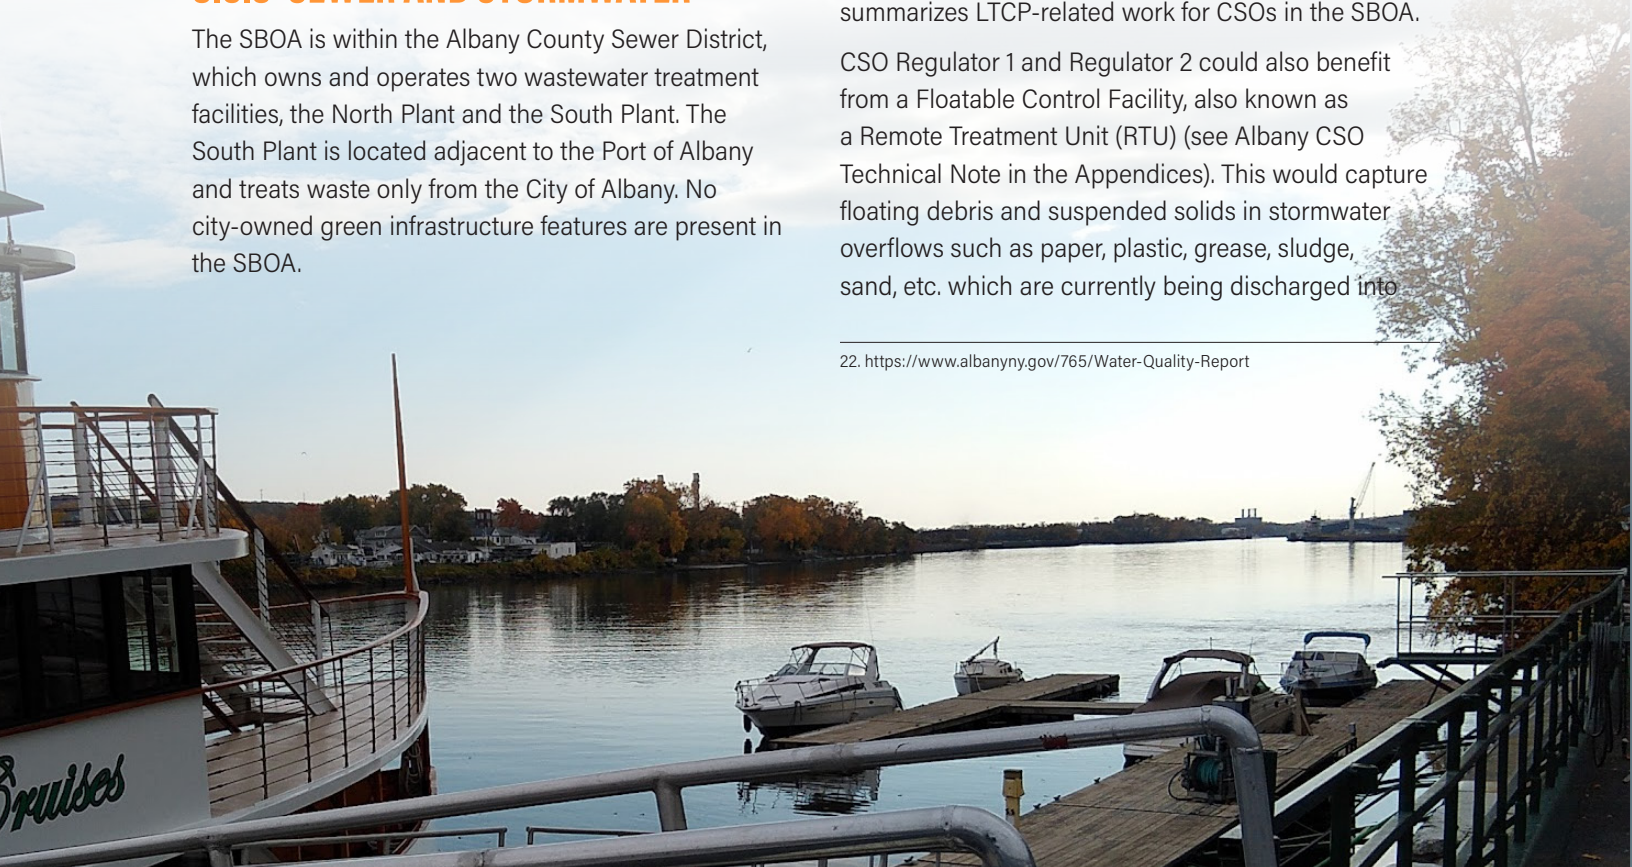 SEWER AND STORMWATER
The SBOA is within the Albany County Sewer District,
which owns and operates two wastewater treatment
facilities, the North Plant and the South Plant. The
South Plant is located adjacent to the Port of Albany
and treats waste only from the City of Albany. No
city-owned green infrastructure features are present in
the SBOA.
summarizes LTCP-related work for CSOs in the SBOA.
CSO Regulator 1 and Regulator 2 could also benefit
from a Floatable Control Facility, also known as
a Remote Treatment Unit (RTU) (see Albany CSO
Technical Note in the Appendices). This would capture
floating debris and suspended solids in stormwater
overflows such as paper, plastic, grease, sludge,
sand, etc. which are currently being discharged into
22. https://www.albanyny.gov/765/Water-Quality-Report
Cruises